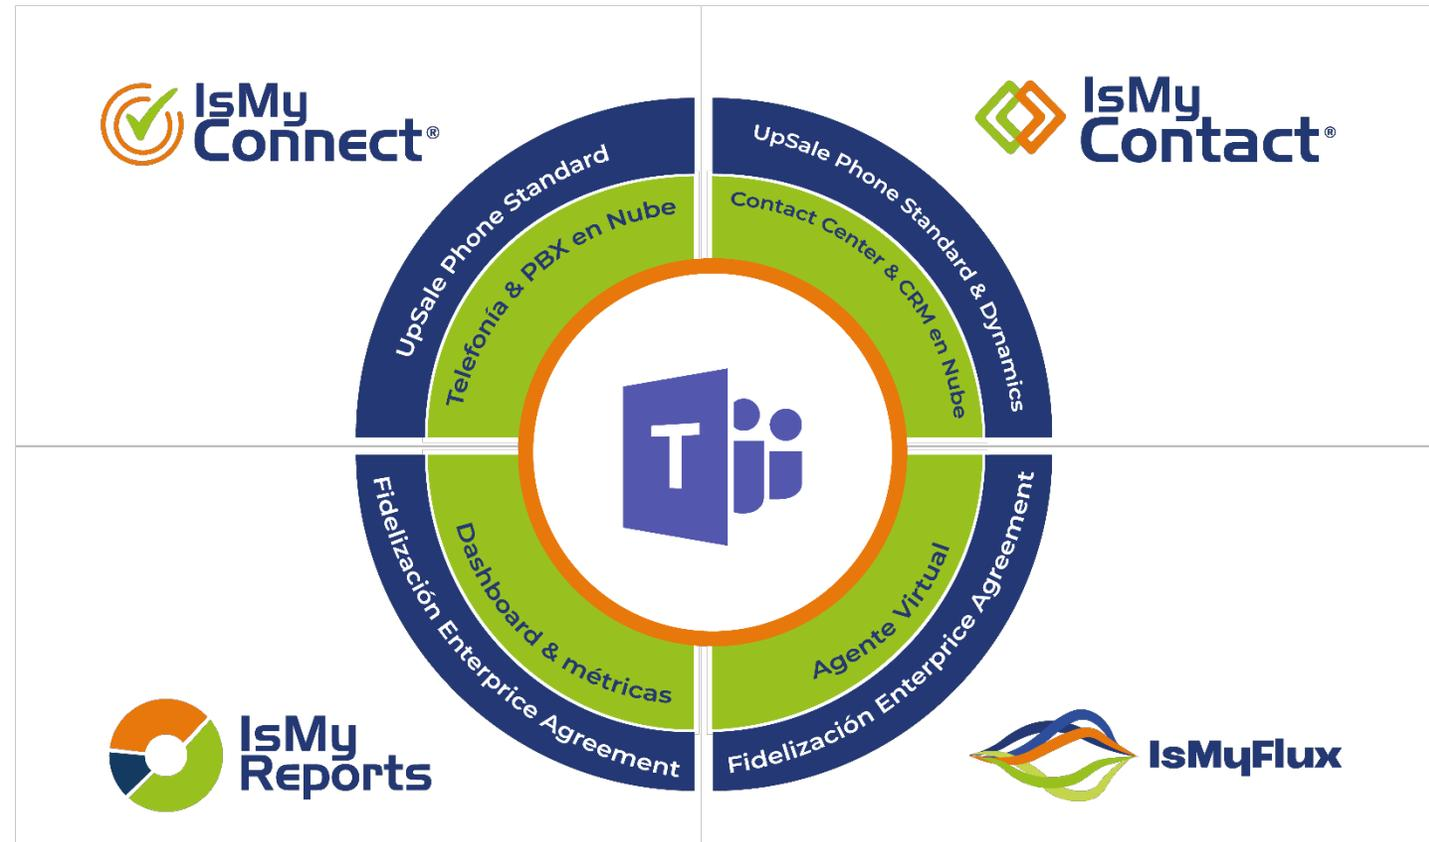 IsMy
Connect®
UpSale Phone Standard
Telefonía & PBX en Nube
IsMy
Contact®
UpSale Phone Standard & Dynamics
Contact Center & CRM en Nube
T
IsMy
Reports
Fidelización Enterprice Agreement
Dashboard & métricas
IsMyFlux
Fidelización Enterprice Agreement
Agente Virtual